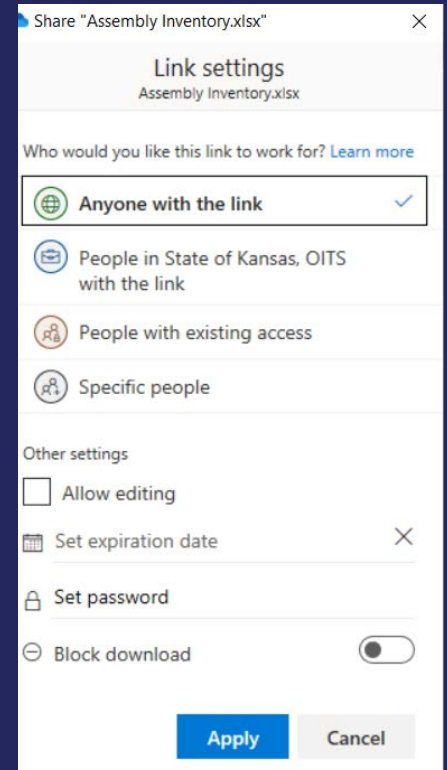 Share "Assembly Inventory.xlsx"
Link settings
Assembly Inventory.xlsx
Who would you like this link to work for? Learn more
Anyone with the link
People in State of Kansas, OITS
with the link
People with existing access
Specific people
Other settings
Allow editing
Set expiration date
Set password
Block download
Apply Cancel